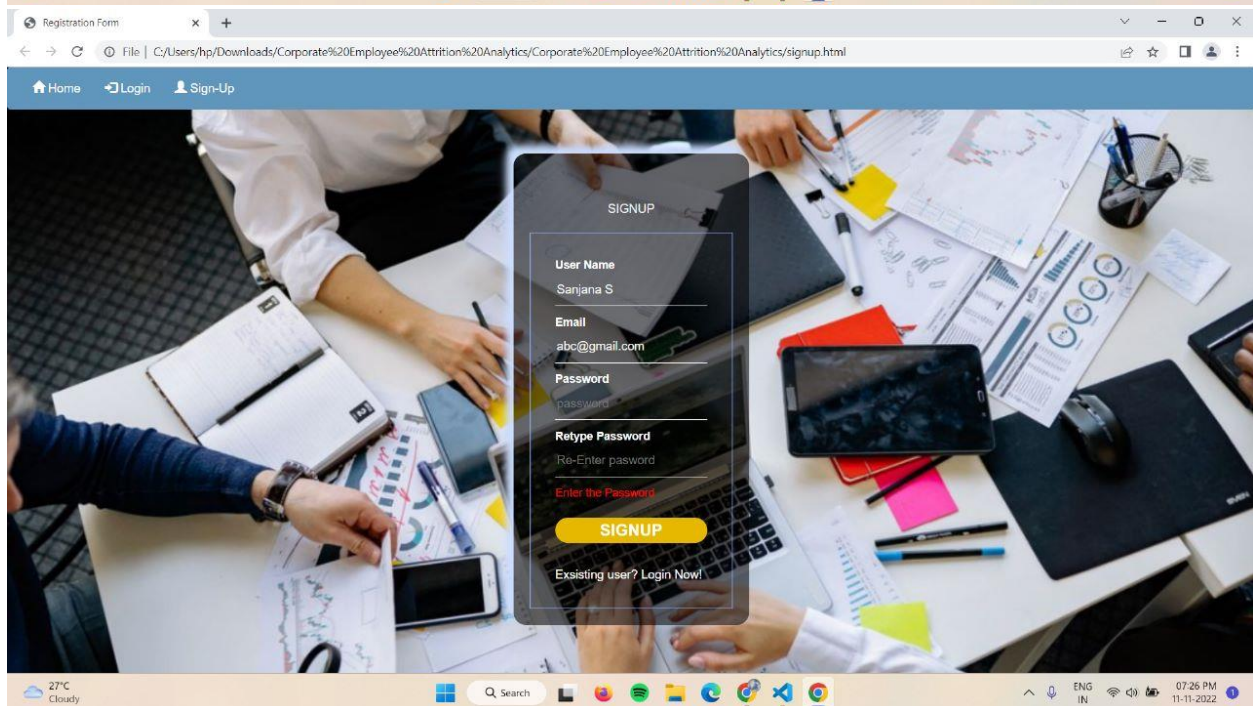 Registration Form
File | C:/Users/hp/Downloads/Corporate%20Employee%20Attrition%20Analytics/Corporate%20Employee%20Attrition%20Analytics/signup.html
Home Login Sign-Up
SIGNUP
User Name
Sanjana S
Email
abc@gmail.com
Password
password
Retype Password
Re-Enter pasword
Enter the Password
SIGNUP
Exsisting user? Login Now!
SVEN
27°C
Cloudy
Search
ENG
IN
07:26 PM
11-11-2022
1